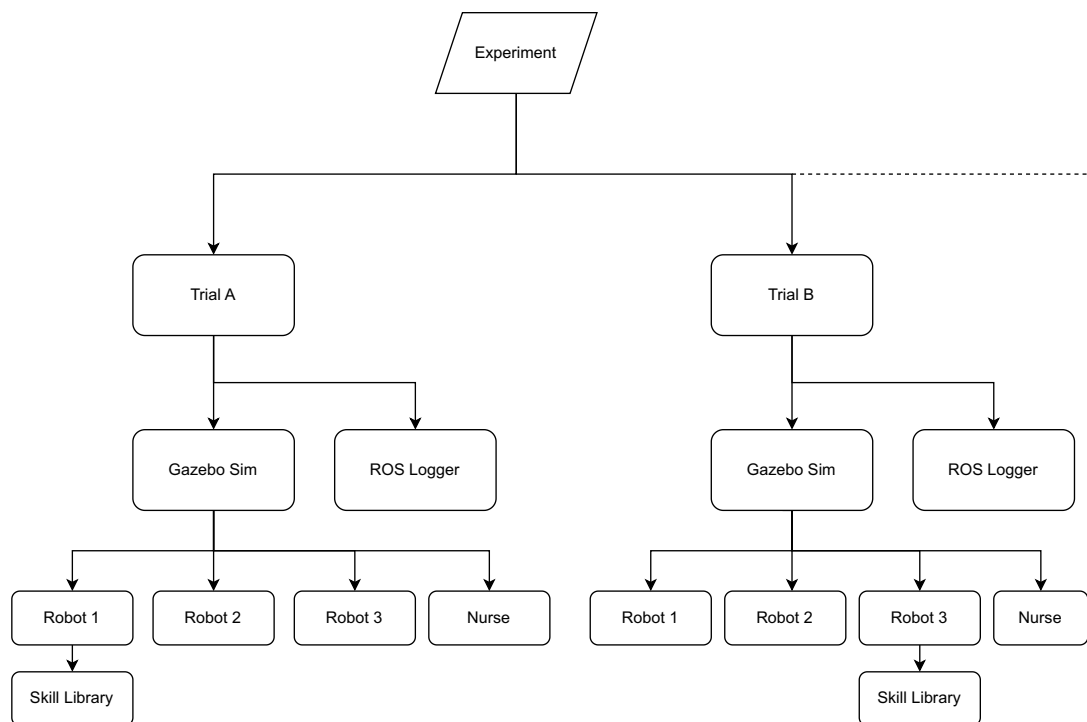 Experiment
Trial A
Trial B
Gazebo Sim
ROS Logger
Gazebo Sim
ROS Logger
Robot 1
Robot 2
Robot 3
Nurse
Robot 1
Robot 2
Robot 3
Nurse
Skill Library
Skill Library